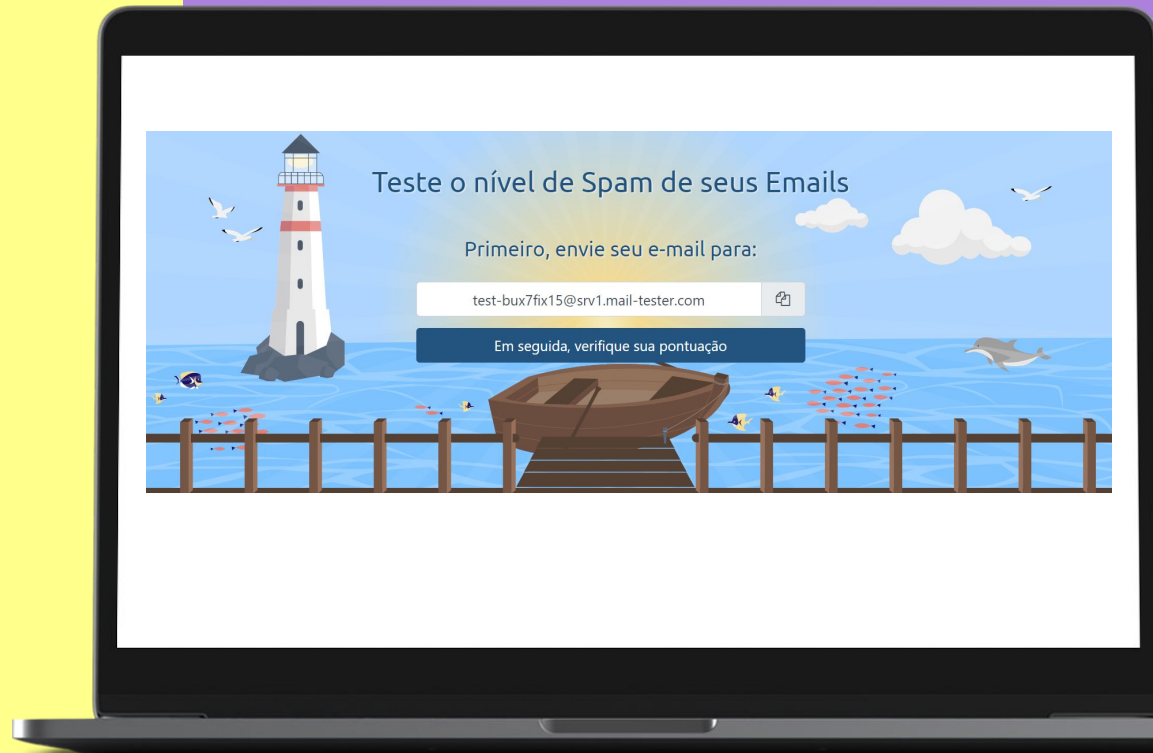 Teste o nível de Spam de seus Emails
Primeiro, envie seu e-mail para:
test-bux7fix15@srv1.mail-tester.com
Em seguida, verifique sua pontuação